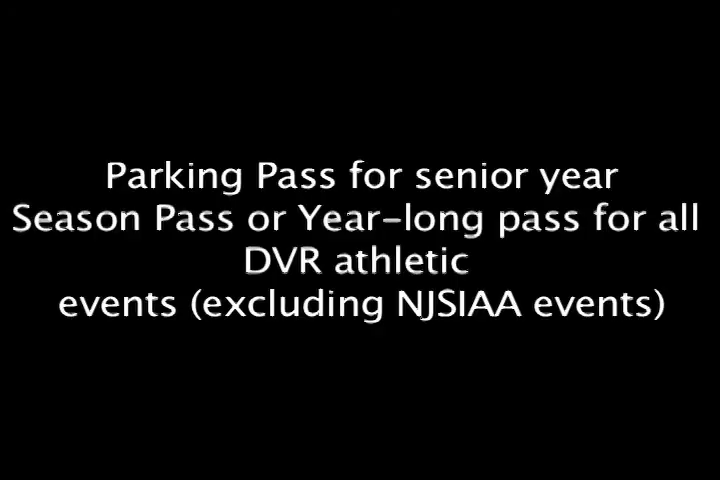 Parking Pass for senior year
Season Pass or Year-long pass for all
DVR athletic
events (excluding NJSIAA events)